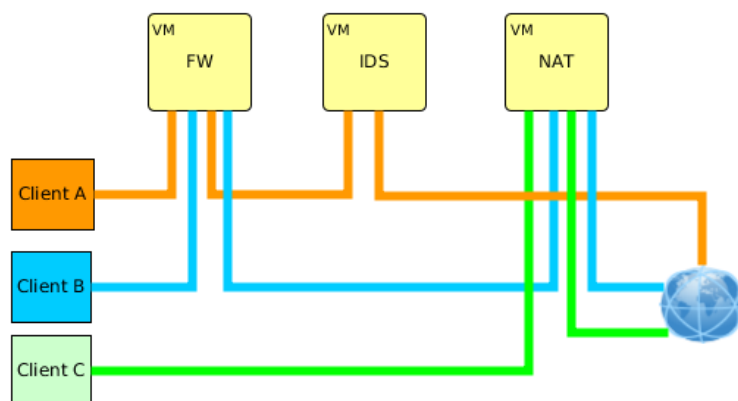 VM
FW
VM
IDS
VM
NAT
Client A
Client B
Client C